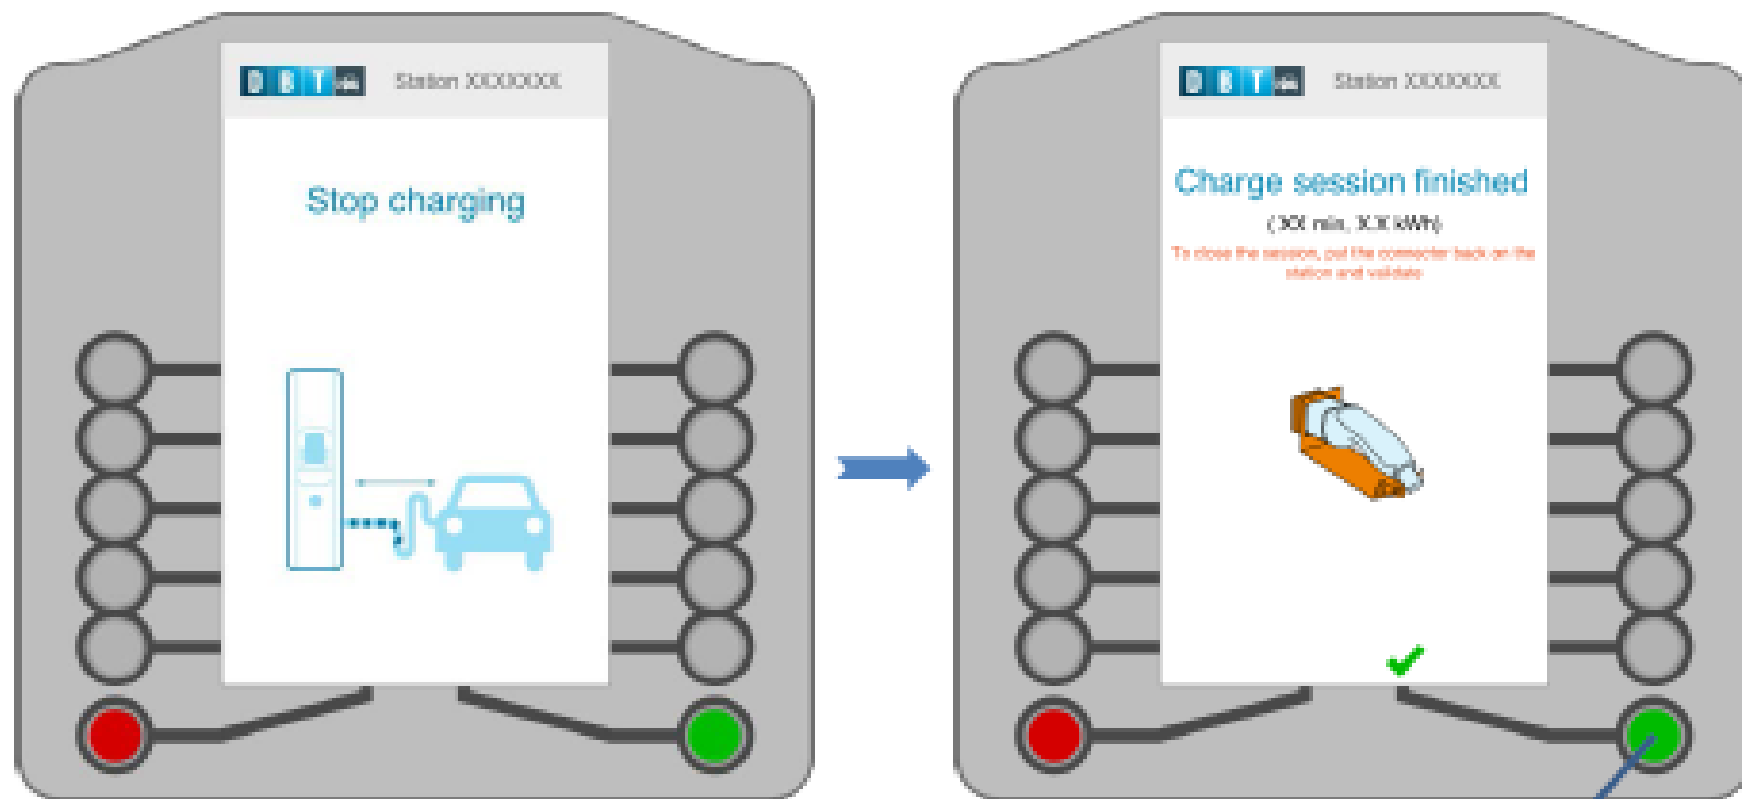 DBT
Station XXXXXXX
Stop charging
DBT
Station XXXXXXX
Charge session finished
( XX min, X.X kWh)
To close the session, put the connecter back on the
station and validate